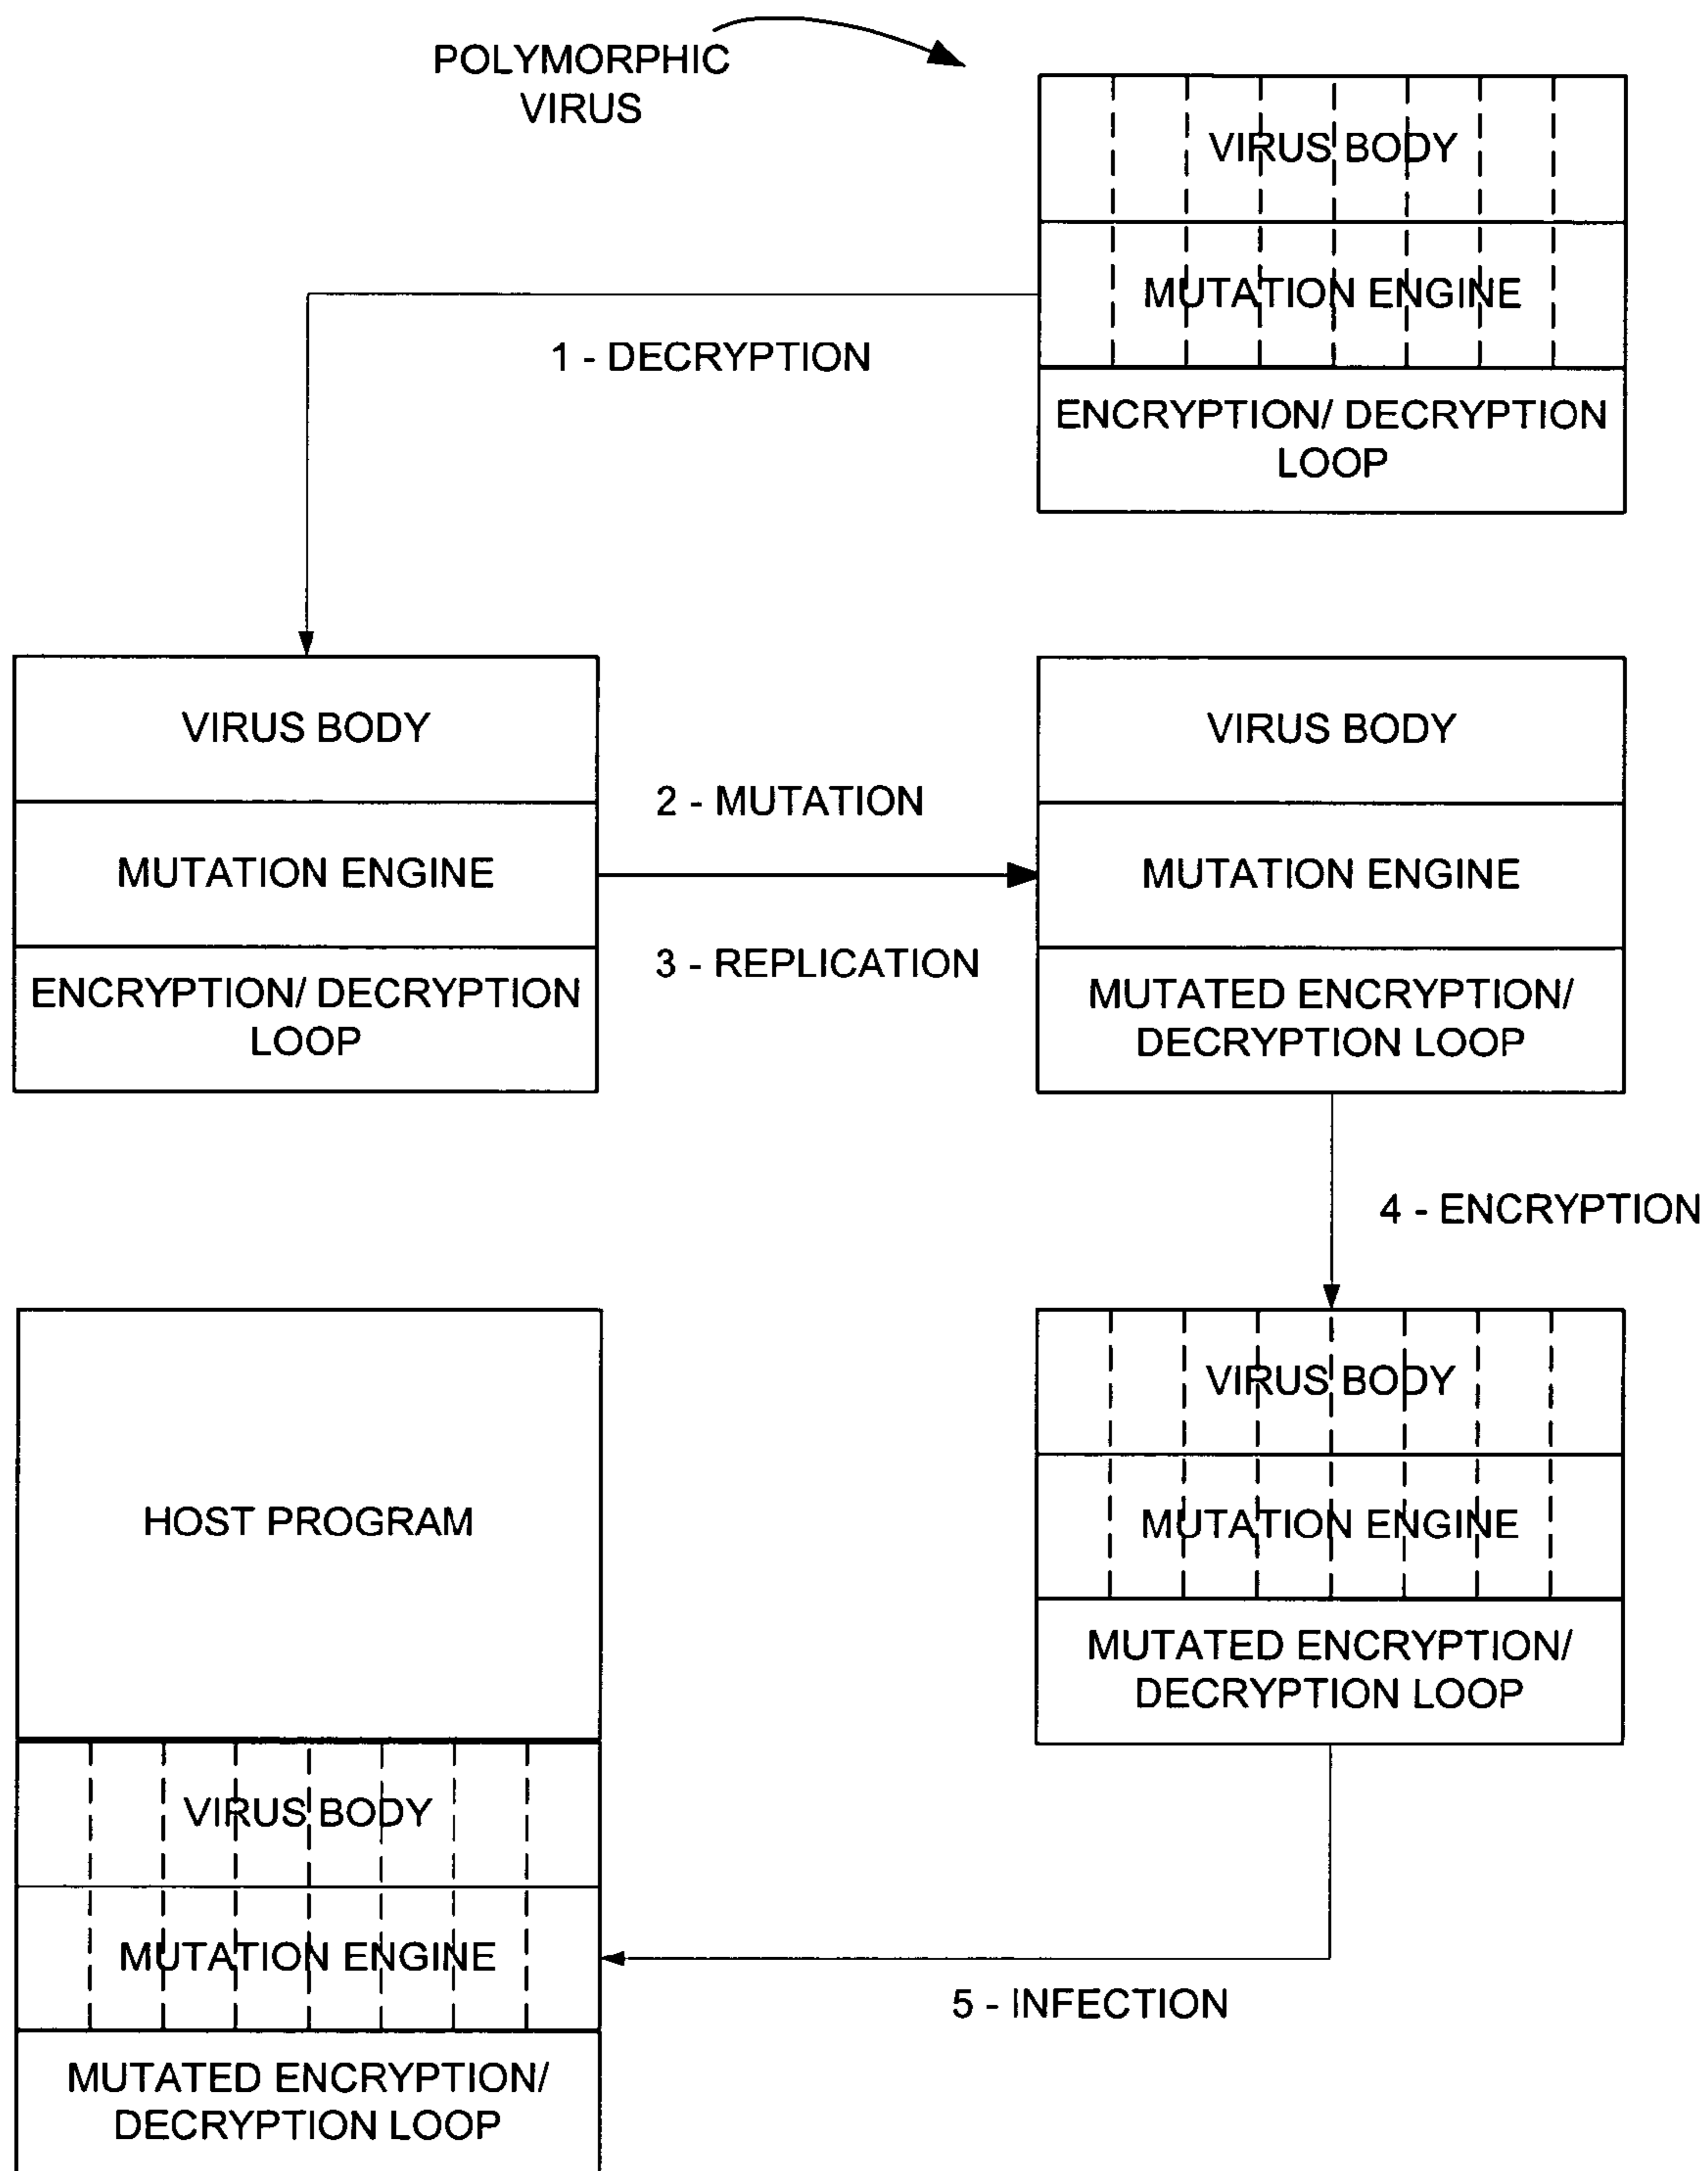 POLYMORPHIC
VIRUS
VIRUS BODY
MUTATION ENGINE
ENCRYPTION/ DECRYPTION
LOOP
1 - DECRYPTION
VIRUS BODY
MUTATION ENGINE
ENCRYPTION/ DECRYPTION
LOOP
2 - MUTATION
3 - REPLICATION
VIRUS BODY
MUTATION ENGINE
MUTATED ENCRYPTION/
DECRYPTION LOOP
4 - ENCRYPTION
VIRUS BODY
MUTATION ENGINE
MUTATED ENCRYPTION/
DECRYPTION LOOP
5 - INFECTION
HOST PROGRAM
VIRUS BODY
MUTATION ENGINE
MUTATED ENCRYPTION/
DECRYPTION LOOP